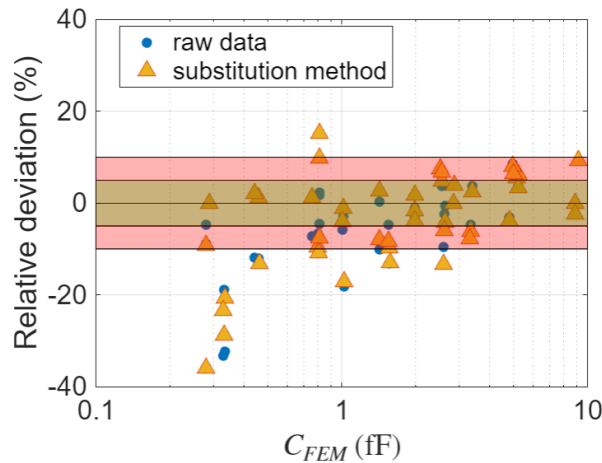 40
20
0
-20
-40
Relative deviation (%)
raw data
substitution method
0.1
1
10
C_FEM (fF)